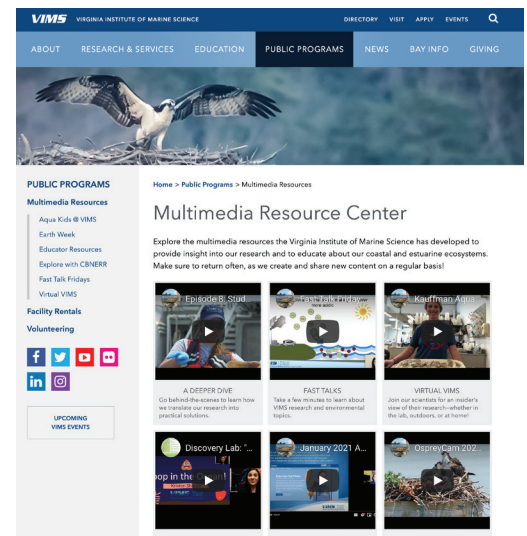 VIMS VIRGINIA INSTITUTE OF MARINE SCIENCE
DIRECTORY VISIT APPLY EVENTS
ABOUT RESEARCH & SERVICES EDUCATION PUBLIC PROGRAMS NEWS BAY INFO GIVING
PUBLIC PROGRAMS
Multimedia Resources
Aqua Kids @ VIMS
Earth Week
Educator Resources
Explore with CBNERR
Fast Talk Fridays
Virtual VIMS
Facility Rentals
Volunteering
UPCOMING
VIMS EVENTS
Home > Public Programs > Multimedia Resources
Multimedia Resource Center
Explore the multimedia resources the Virginia Institute of Marine Science has developed to
provide insight into our research and to educate about our coastal and estuarine ecosystems.
Make sure to return often, as we create and share new content on a regular basis!
Episode 8: Stud...
A DEEPER DIVE
Go behind-the-scenes to learn how
we translate our research into
practical solutions.
Fast Talk Friday...
FAST TALKS
Take a few minutes to learn about
VIMS research and environmental
topics.
Kauffman Aqua...
VIRTUAL VIMS
Join our scientists for an insider's
view of their research—whether in
the lab, outdoors, or at home!
Discovery Lab: "...
oop in the
January 2021 A...
OspreyCam 202...